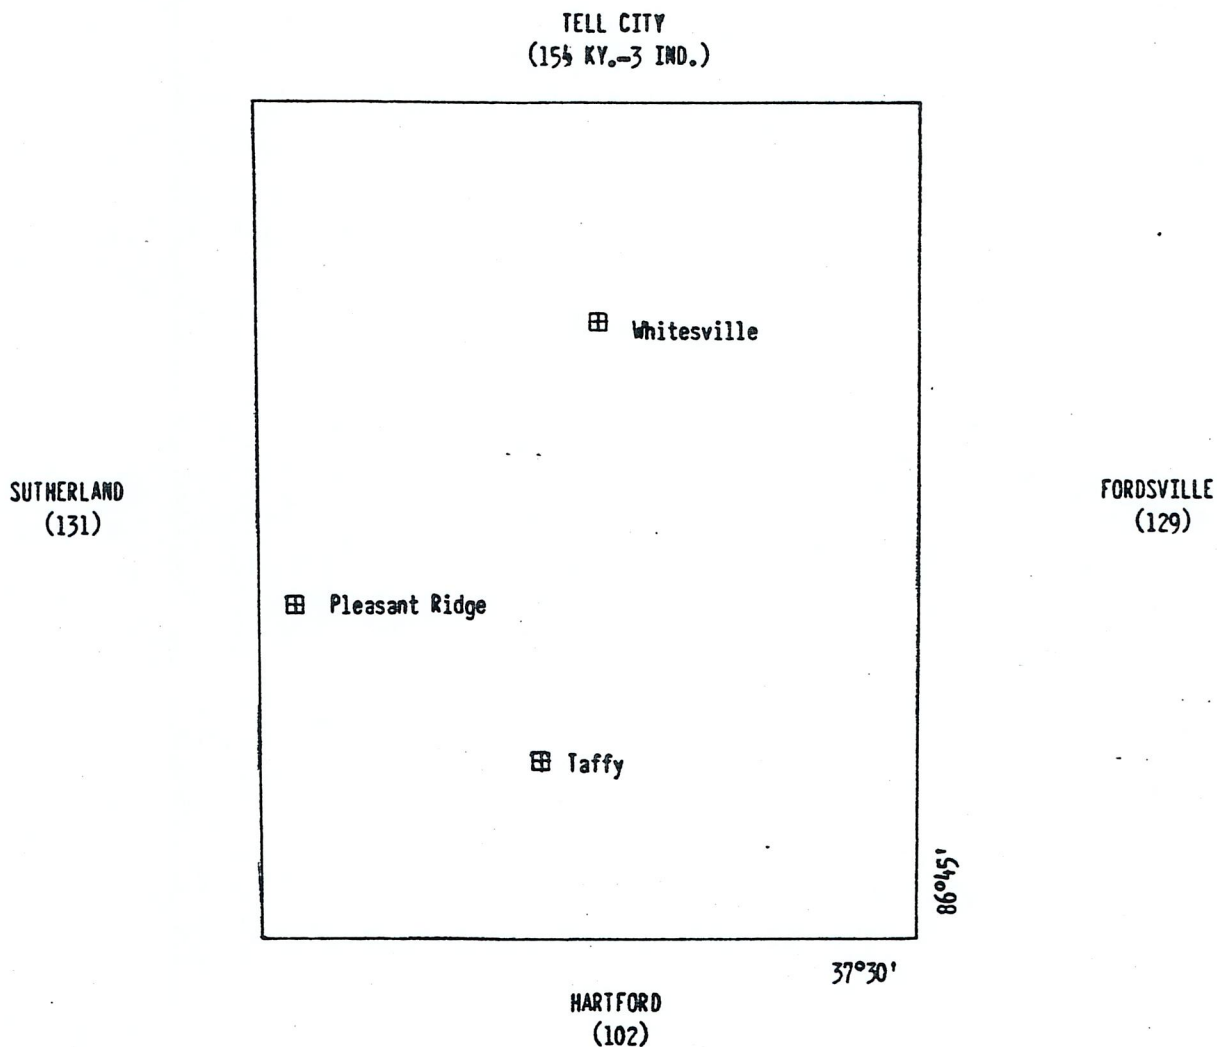 TELL CITY
(15½ KY.-3 IND.)
Whitesville
SUTHERLAND
(131)
FORDSVILLE
(129)
Pleasant Ridge
Taffy
86°45'
37°30'
HARTFORD
(102)